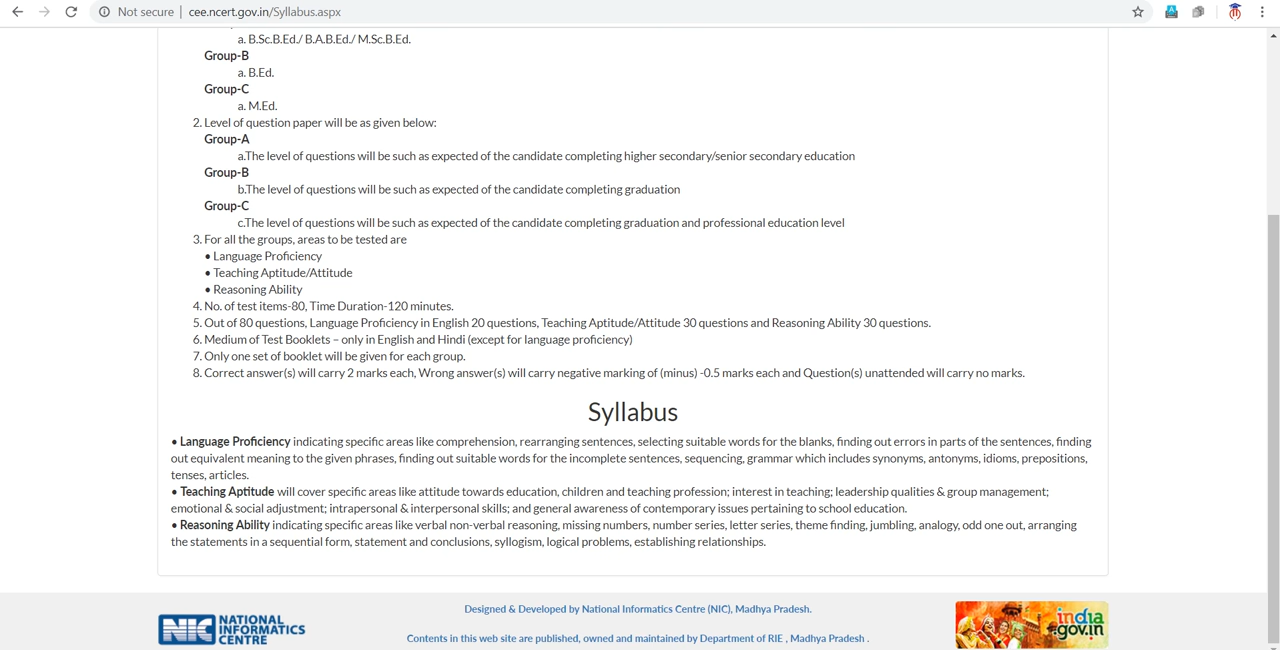 Not secure | cee.ncert.gov.in/Syllabus.aspx
a. B.Sc.B.Ed./ B.A.B.Ed./ M.Sc.B.Ed.
Group-B
a. B.Ed.
Group-C
a. M.Ed.
2. Level of question paper will be as given below:
Group-A
a.The level of questions will be such as expected of the candidate completing higher secondary/senior secondary education
Group-B
b.The level of questions will be such as expected of the candidate completing graduation
Group-C
c.The level of questions will be such as expected of the candidate completing graduation and professional education level
3. For all the groups, areas to be tested are
• Language Proficiency
• Teaching Aptitude/Attitude
• Reasoning Ability
4. No. of test items-80, Time Duration-120 minutes.
5. Out of 80 questions, Language Proficiency in English 20 questions, Teaching Aptitude/Attitude 30 questions and Reasoning Ability 30 questions.
6. Medium of Test Booklets – only in English and Hindi (except for language proficiency)
7. Only one set of booklet will be given for each group.
8. Correct answer(s) will carry 2 marks each, Wrong answer(s) will carry negative marking of (minus) -0.5 marks each and Question(s) unattended will carry no marks.
Syllabus
• Language Proficiency indicating specific areas like comprehension, rearranging sentences, selecting suitable words for the blanks, finding out errors in parts of the sentences, finding
out equivalent meaning to the given phrases, finding out suitable words for the incomplete sentences, sequencing, grammar which includes synonyms, antonyms, idioms, prepositions,
tenses, articles.
• Teaching Aptitude will cover specific areas like attitude towards education, children and teaching profession; interest in teaching; leadership qualities & group management;
emotional & social adjustment; intrapersonal & interpersonal skills; and general awareness of contemporary issues pertaining to school education.
• Reasoning Ability indicating specific areas like verbal non-verbal reasoning, missing numbers, number series, letter series, theme finding, jumbling, analogy, odd one out, arranging
the statements in a sequential form, statement and conclusions, syllogism, logical problems, establishing relationships.
NIC NATIONAL
INFORMATICS
CENTRE
Designed & Developed by National Informatics Centre (NIC), Madhya Pradesh.
Contents in this web site are published, owned and maintained by Department of RIE , Madhya Pradesh .
india
gov.in